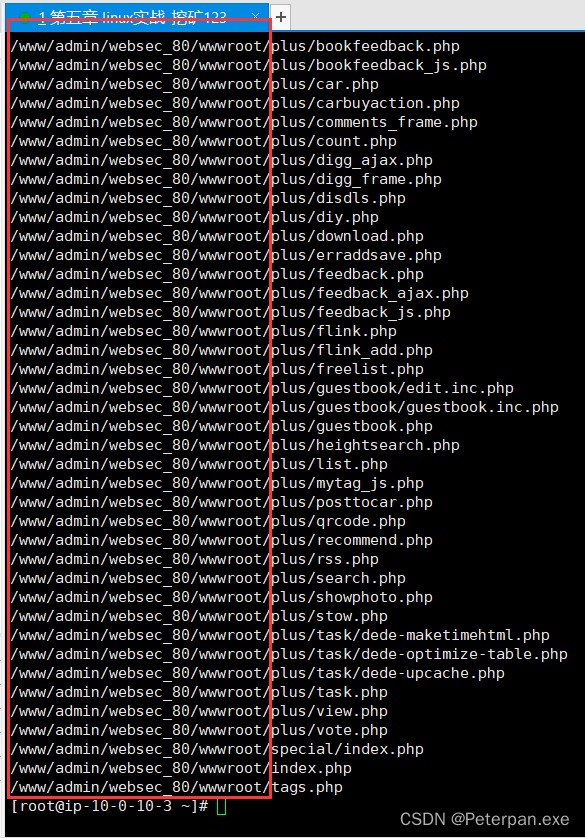 1 第五章 linux实战-挖矿123
/www/admin/websec_80/wwwroot/plus/bookfeedback.php
/www/admin/websec_80/wwwroot/plus/bookfeedback_js.php
/www/admin/websec_80/wwwroot/plus/car.php
/www/admin/websec_80/wwwroot/plus/carbuyaction.php
/www/admin/websec_80/wwwroot/plus/comments_frame.php
/www/admin/websec_80/wwwroot/plus/count.php
/www/admin/websec_80/wwwroot/plus/digg_ajax.php
/www/admin/websec_80/wwwroot/plus/digg_frame.php
/www/admin/websec_80/wwwroot/plus/disdls.php
/www/admin/websec_80/wwwroot/plus/diy.php
/www/admin/websec_80/wwwroot/plus/download.php
/www/admin/websec_80/wwwroot/plus/erraddsave.php
/www/admin/websec_80/wwwroot/plus/feedback.php
/www/admin/websec_80/wwwroot/plus/feedback_ajax.php
/www/admin/websec_80/wwwroot/plus/feedback_js.php
/www/admin/websec_80/wwwroot/plus/flink.php
/www/admin/websec_80/wwwroot/plus/flink_add.php
/www/admin/websec_80/wwwroot/plus/freelist.php
/www/admin/websec_80/wwwroot/plus/guestbook/edit.inc.php
/www/admin/websec_80/wwwroot/plus/guestbook/guestbook.inc.php
/www/admin/websec_80/wwwroot/plus/guestbook.php
/www/admin/websec_80/wwwroot/plus/heightsearch.php
/www/admin/websec_80/wwwroot/plus/list.php
/www/admin/websec_80/wwwroot/plus/mytag_js.php
/www/admin/websec_80/wwwroot/plus/posttocar.php
/www/admin/websec_80/wwwroot/plus/qrcode.php
/www/admin/websec_80/wwwroot/plus/recommend.php
/www/admin/websec_80/wwwroot/plus/rss.php
/www/admin/websec_80/wwwroot/plus/search.php
/www/admin/websec_80/wwwroot/plus/showphoto.php
/www/admin/websec_80/wwwroot/plus/stow.php
/www/admin/websec_80/wwwroot/plus/task/dede-maketimehtml.php
/www/admin/websec_80/wwwroot/plus/task/dede-optimize-table.php
/www/admin/websec_80/wwwroot/plus/task/dede-upcache.php
/www/admin/websec_80/wwwroot/plus/task.php
/www/admin/websec_80/wwwroot/plus/view.php
/www/admin/websec_80/wwwroot/plus/vote.php
/www/admin/websec_80/wwwroot/special/index.php
/www/admin/websec_80/wwwroot/index.php
/www/admin/websec_80/wwwroot/tags.php
[root@ip-10-0-10-3 ~]#
CSDN @Peterpan.exe